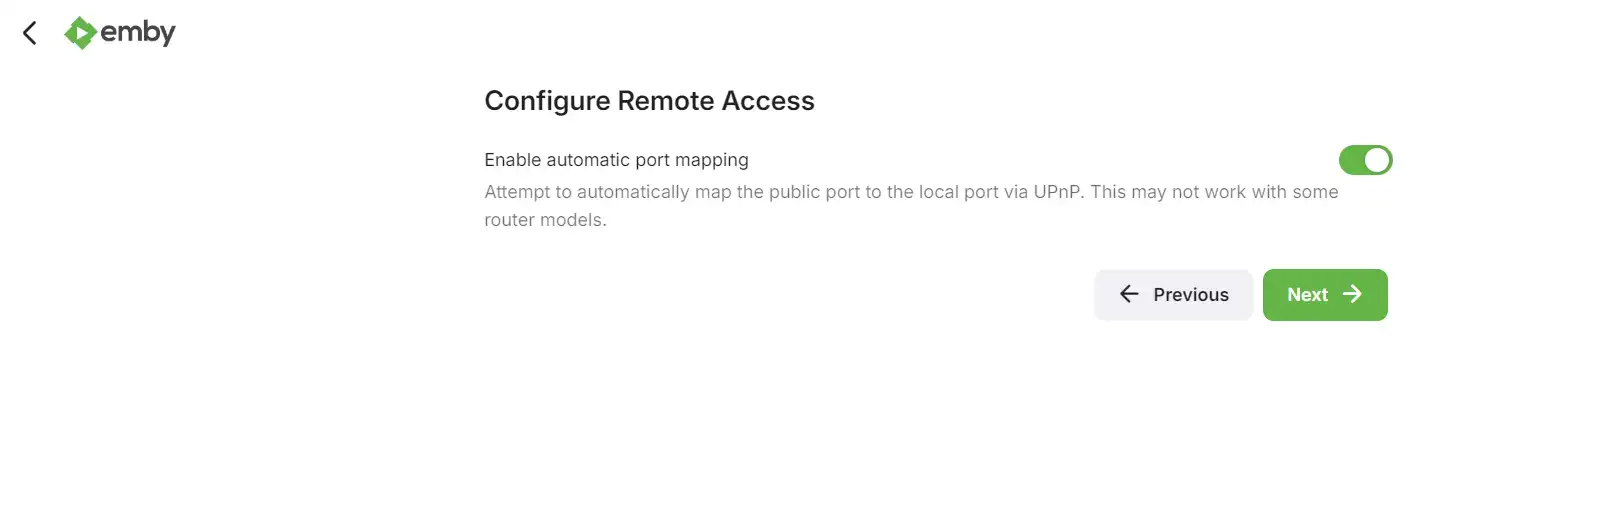 emby
Configure Remote Access
Enable automatic port mapping
Attempt to automatically map the public port to the local port via UPnP. This may not work with some
router models.
Previous
Next